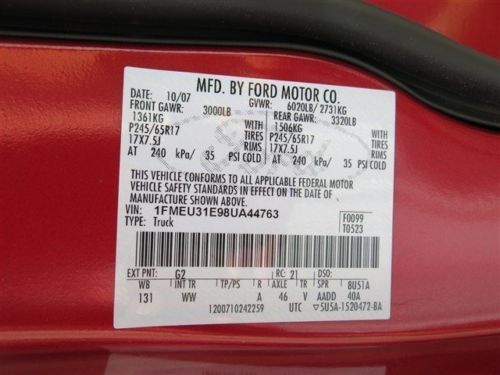 MFD. BY FORD MOTOR CO.
DATE: 10/07 GVWR: 6020LB/ 2731KG
FRONT GAWR: 3000LB REAR GAWR: 3320LB
1361KG WITH 1506KG WITH
P245/65R17 TIRES P245/65R17 TIRES
17X7.5J RIMS 17X7.5J RIMS
AT 240 kPa/ 35 PSI COLD AT 240 kPa/ 35 PSI COLD
THIS VEHICLE CONFORMS TO ALL APPLICABLE FEDERAL MOTOR
VEHICLE SAFETY STANDARDS IN EFFECT ON THE DATE OF
MANUFACTURE SHOWN ABOVE.
VIN: 1FMEU31E98UA44763 F0099
TYPE: Truck T0523
EXT PNT: G2 RC: 21 DSO:
WB INT TR TP/PS R AXLE TR SPR 8U51A
131 WW A 46 V AADD 40A
1200710242259 UTC ▽5U5A-1520472-BA